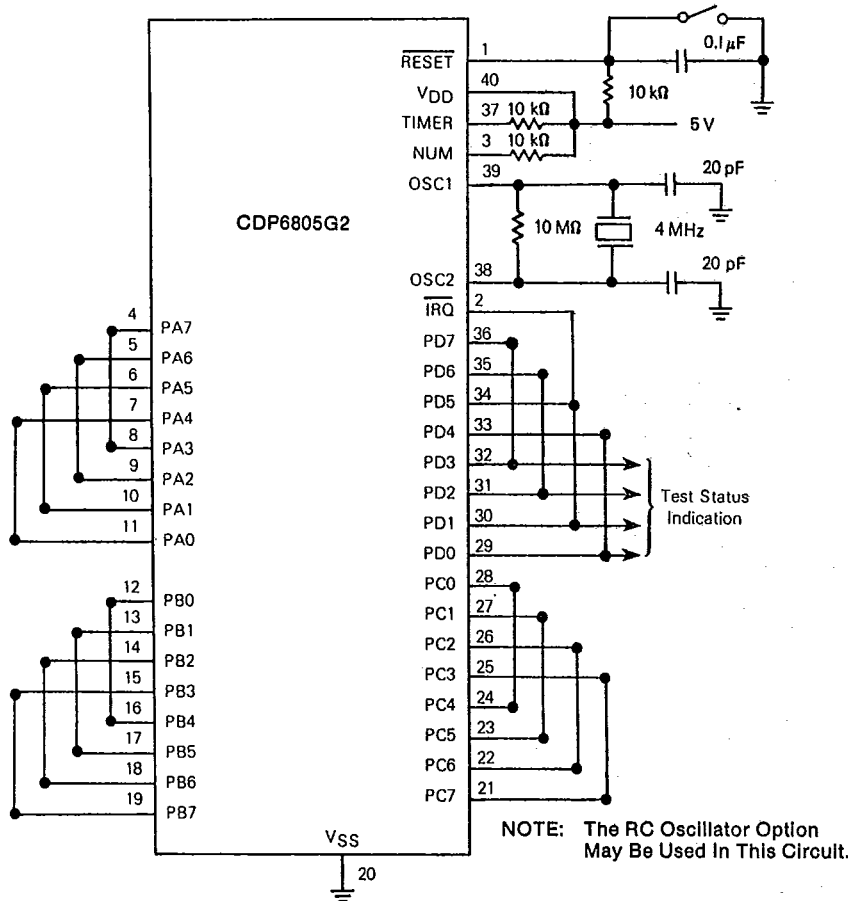 0.1 µF
RESET
1
10 kΩ
VDD
40
TIMER
37
10 kΩ
5 V
NUM
3
10 kΩ
OSC1
39
20 pF
CDP6805G2
10 MΩ
4 MHz
OSC2
38
20 pF
IRQ
2
4
PA7
PD7
36
5
PA6
PD6
35
6
PA5
PD5
34
7
PA4
PD4
33
8
PA3
PD3
32
9
PA2
PD2
31
Test Status
Indication
10
PA1
PD1
30
11
PA0
PD0
29
12
PB0
PC0
28
13
PB1
PC1
27
14
PB2
PC2
26
15
PB3
PC3
25
16
PB4
PC4
24
17
PB5
PC5
23
18
PB6
PC6
22
19
PB7
PC7
21
VSS
20
NOTE: The RC Oscillator Option
May Be Used In This Circuit.